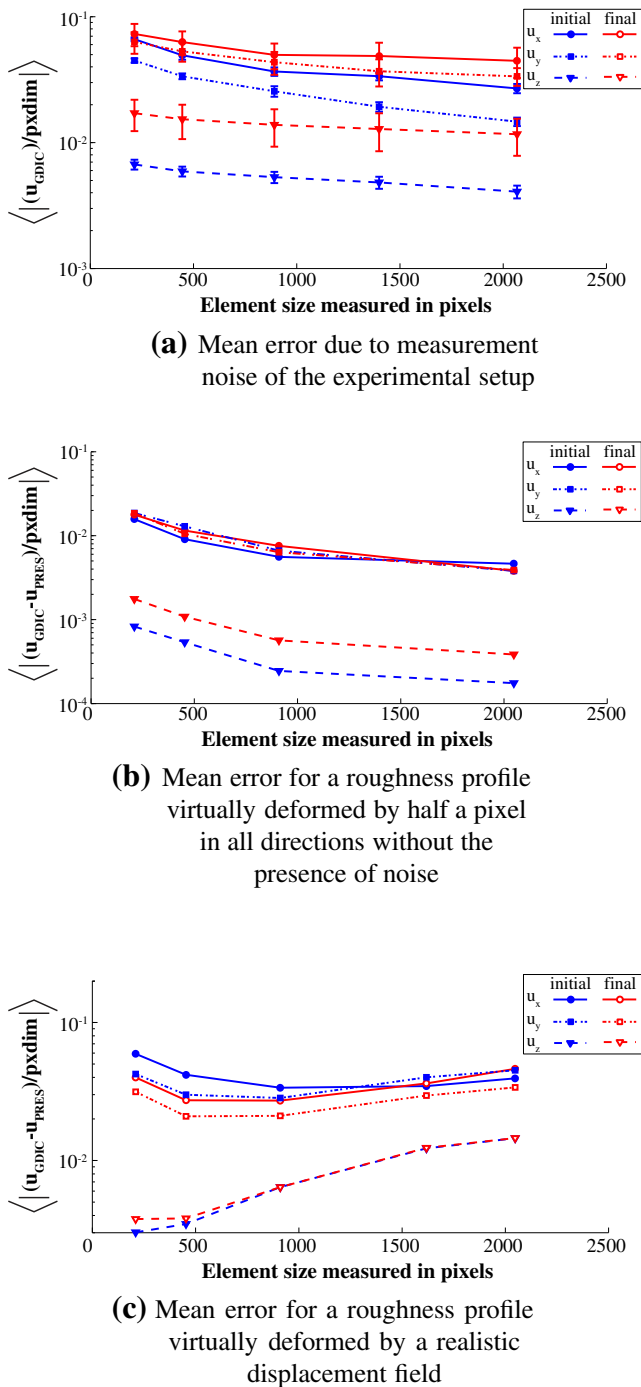 10^-1
10^-2
10^-3
⟨|(u_GDIC)/pxdim|⟩
0 500 1000 1500 2000 2500
Element size measured in pixels
initial final
u_x
u_y
u_z
(a) Mean error due to measurement
noise of the experimental setup
10^-1
10^-2
10^-3
10^-4
⟨|(u_GDIC-u_PRES)/pxdim|⟩
0 500 1000 1500 2000 2500
Element size measured in pixels
initial final
u_x
u_y
u_z
(b) Mean error for a roughness profile
virtually deformed by half a pixel
in all directions without the
presence of noise
10^-1
10^-2
⟨|(u_GDIC-u_PRES)/pxdim|⟩
0 500 1000 1500 2000 2500
Element size measured in pixels
initial final
u_x
u_y
u_z
(c) Mean error for a roughness profile
virtually deformed by a realistic
displacement field